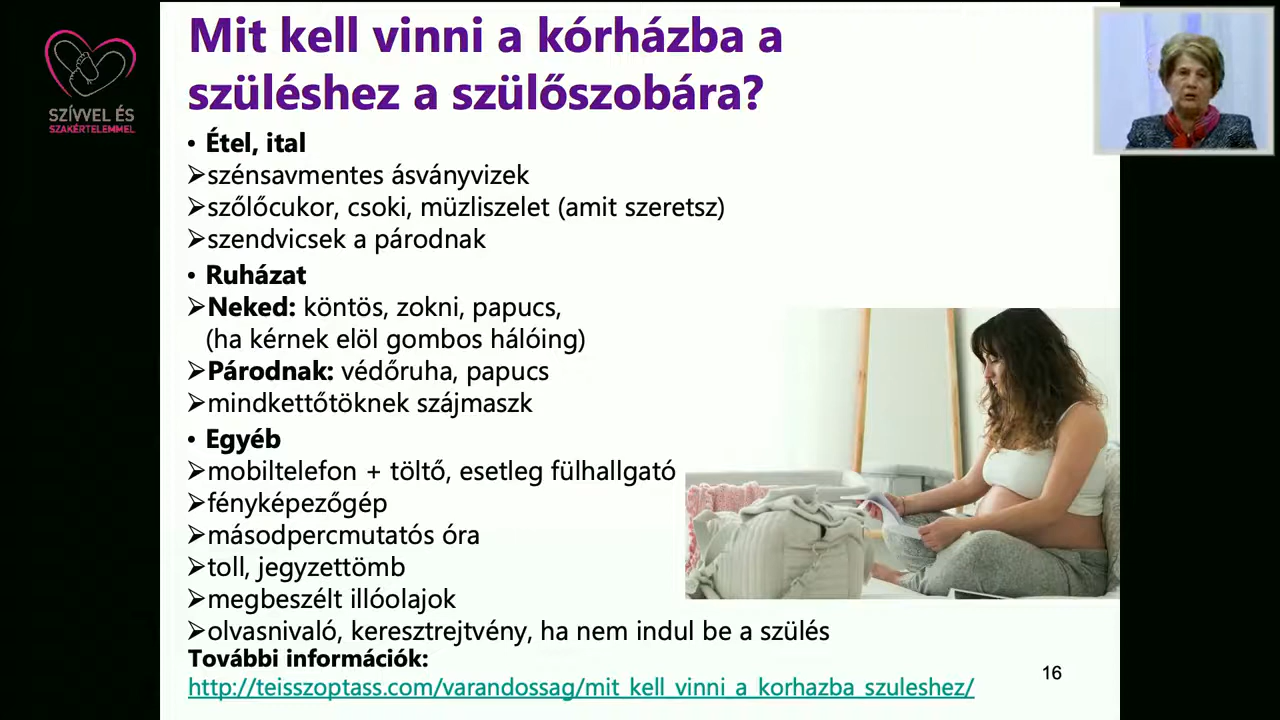 SZÍVVEL ÉS
SZAKÉRTELEMMEL
Mit kell vinni a kórházba a
szüléshez a szülőszobára?
• Étel, ital
➢szénsavmentes ásványvizek
➢szőlőcukor, csoki, müzliszelet (amit szeretsz)
➢szendvicsek a párodnak
• Ruházat
➢Neked: köntös, zokni, papucs,
(ha kérnek elöl gombos hálóing)
➢Párodnak: védőruha, papucs
➢mindkettőtöknek szájmaszk
• Egyéb
➢mobiltelefon + töltő, esetleg fülhallgató
➢fényképezőgép
➢másodpercmutatós óra
➢toll, jegyzettömb
➢megbeszélt illóolajok
➢olvasnivaló, keresztrejtvény, ha nem indul be a szülés
További információk:
http://teisszoptass.com/varandossag/mit_kell_vinni_a_korhazba_szuleshez/
16